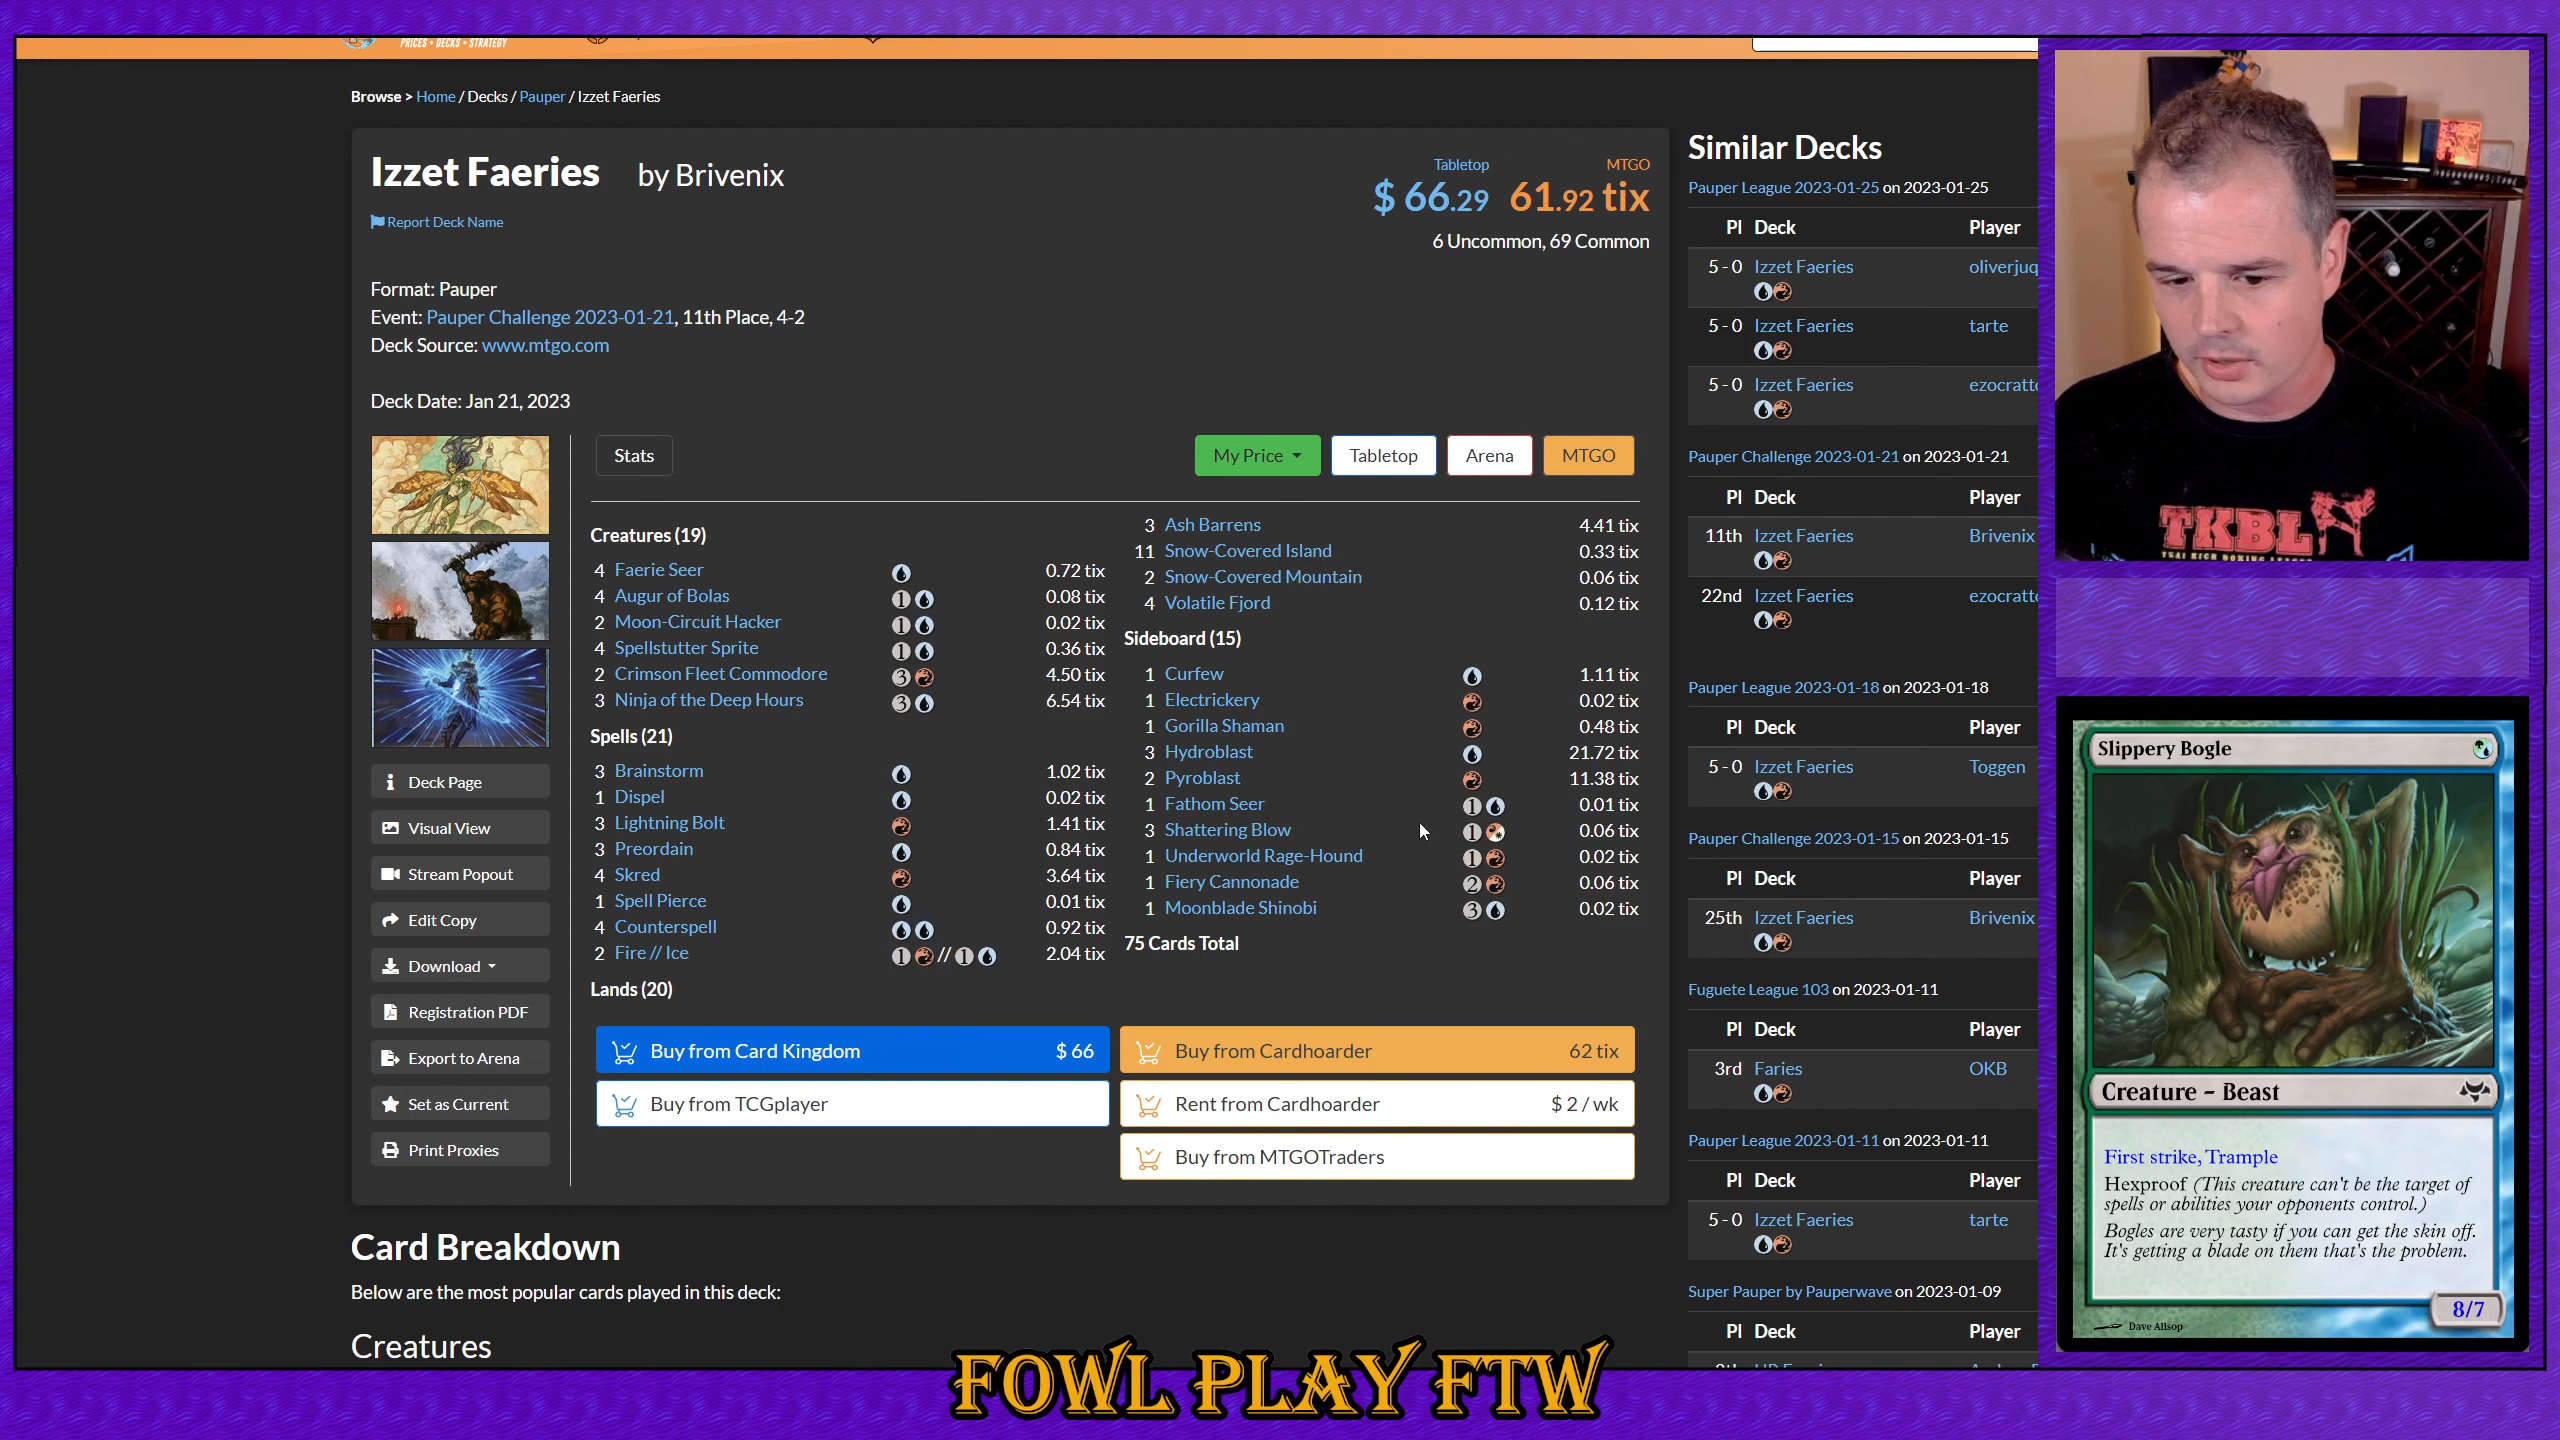 PRICES • DECKS • STRATEGY
Browse > Home / Decks / Pauper / Izzet Faeries
Izzet Faeries by Brivenix
Report Deck Name
Tabletop MTGO
$ 66.29 61.92 tix
6 Uncommon, 69 Common
Format: Pauper
Event: Pauper Challenge 2023-01-21, 11th Place, 4-2
Deck Source: www.mtgo.com
Deck Date: Jan 21, 2023
Stats
My Price
Tabletop
Arena
MTGO
Deck Page
Visual View
Stream Popout
Edit Copy
Download
Registration PDF
Export to Arena
Set as Current
Print Proxies
Creatures (19)
4 Faerie Seer 0.72 tix
4 Augur of Bolas 1 0.08 tix
2 Moon-Circuit Hacker 1 0.02 tix
4 Spellstutter Sprite 1 0.36 tix
2 Crimson Fleet Commodore 3 4.50 tix
3 Ninja of the Deep Hours 3 6.54 tix
Spells (21)
3 Brainstorm 1.02 tix
1 Dispel 0.02 tix
3 Lightning Bolt 1.41 tix
3 Preordain 0.84 tix
4 Skred 3.64 tix
1 Spell Pierce 0.01 tix
4 Counterspell 0.92 tix
2 Fire // Ice 1 // 1 2.04 tix
Lands (20)
3 Ash Barrens 4.41 tix
11 Snow-Covered Island 0.33 tix
2 Snow-Covered Mountain 0.06 tix
4 Volatile Fjord 0.12 tix
Sideboard (15)
1 Curfew 1.11 tix
1 Electrickery 0.02 tix
1 Gorilla Shaman 0.48 tix
3 Hydroblast 21.72 tix
2 Pyroblast 11.38 tix
1 Fathom Seer 1 0.01 tix
3 Shattering Blow 1 0.06 tix
1 Underworld Rage-Hound 1 0.02 tix
1 Fiery Cannonade 2 0.06 tix
1 Moonblade Shinobi 3 0.02 tix
75 Cards Total
Buy from Card Kingdom $ 66
Buy from TCGplayer
Buy from Cardhoarder 62 tix
Rent from Cardhoarder $ 2 / wk
Buy from MTGOTraders
Card Breakdown
Below are the most popular cards played in this deck:
Creatures
Similar Decks
Pauper League 2023-01-25 on 2023-01-25
Pl Deck Player
5 - 0 Izzet Faeries oliverjuq
5 - 0 Izzet Faeries tarte
5 - 0 Izzet Faeries ezocratto
Pauper Challenge 2023-01-21 on 2023-01-21
Pl Deck Player
11th Izzet Faeries Brivenix
22nd Izzet Faeries ezocratto
Pauper League 2023-01-18 on 2023-01-18
Pl Deck Player
5 - 0 Izzet Faeries Toggen
Pauper Challenge 2023-01-15 on 2023-01-15
Pl Deck Player
25th Izzet Faeries Brivenix
Fuguete League 103 on 2023-01-11
Pl Deck Player
3rd Faries OKB
Pauper League 2023-01-11 on 2023-01-11
Pl Deck Player
5 - 0 Izzet Faeries tarte
Super Pauper by Pauperwave on 2023-01-09
Pl Deck Player
TKBL
THAI KICK BOXING LEAGUE
Slippery Bogle
Creature – Beast
First strike, Trample
Hexproof (This creature can't be the target of
spells or abilities your opponents control.)
Bogles are very tasty if you can get the skin off.
It's getting a blade on them that's the problem.
8/7
Dave Allsop
FOWL PLAY FTW